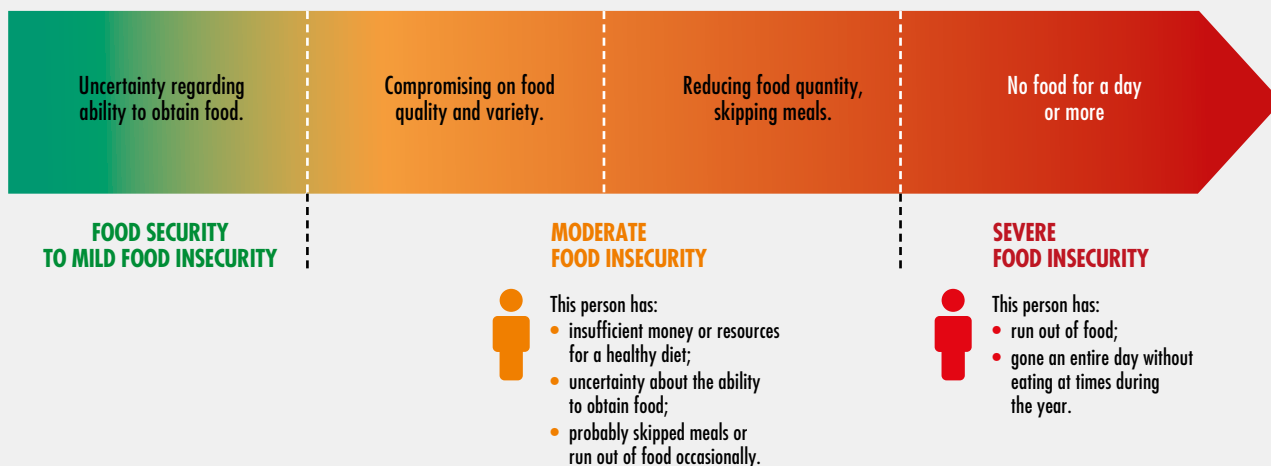 Uncertainty regarding
ability to obtain food.
Compromising on food
quality and variety.
Reducing food quantity,
skipping meals.
No food for a day
or more
FOOD SECURITY
TO MILD FOOD INSECURITY
MODERATE
FOOD INSECURITY
This person has:
• insufficient money or resources
for a healthy diet;
• uncertainty about the ability
to obtain food;
• probably skipped meals or
run out of food occasionally.
SEVERE
FOOD INSECURITY
This person has:
• run out of food;
• gone an entire day without
eating at times during
the year.